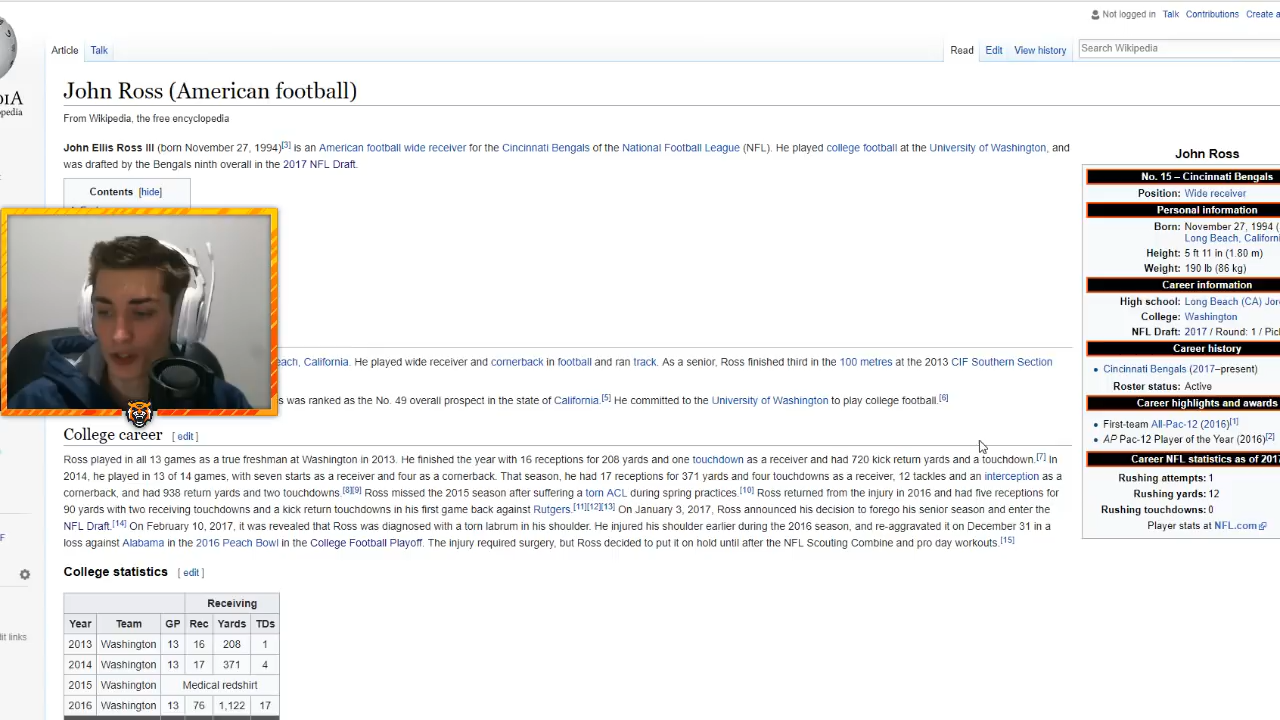 Not logged in Talk Contributions Create a
Article Talk Read Edit View history Search Wikipedia
John Ross (American football)
From Wikipedia, the free encyclopedia
John Ellis Ross III (born November 27, 1994)[3] is an American football wide receiver for the Cincinnati Bengals of the National Football League (NFL). He played college football at the University of Washington, and
was drafted by the Bengals ninth overall in the 2017 NFL Draft.
Contents [hide]
John Ross
No. 15 – Cincinnati Bengals
Position: Wide receiver
Personal information
Born: November 27, 1994 (
Long Beach, Californi
Height: 5 ft 11 in (1.80 m)
Weight: 190 lb (86 kg)
Career information
High school: Long Beach (CA) Jor
College: Washington
NFL Draft: 2017 / Round: 1 / Pick
Career history
• Cincinnati Bengals (2017–present)
Roster status: Active
Career highlights and awards
• First-team All-Pac-12 (2016)[1]
• AP Pac-12 Player of the Year (2016)[2]
Career NFL statistics as of 2017
Rushing attempts: 1
Rushing yards: 12
Rushing touchdowns: 0
Player stats at NFL.com
each, California. He played wide receiver and cornerback in football and ran track. As a senior, Ross finished third in the 100 metres at the 2013 CIF Southern Section
s was ranked as the No. 49 overall prospect in the state of California.[5] He committed to the University of Washington to play college football.[6]
College career [ edit ]
Ross played in all 13 games as a true freshman at Washington in 2013. He finished the year with 16 receptions for 208 yards and one touchdown as a receiver and had 720 kick return yards and a touchdown.[7] In
2014, he played in 13 of 14 games, with seven starts as a receiver and four as a cornerback. That season, he had 17 receptions for 371 yards and four touchdowns as a receiver, 12 tackles and an interception as a
cornerback, and had 938 return yards and two touchdowns.[8][9] Ross missed the 2015 season after suffering a torn ACL during spring practices.[10] Ross returned from the injury in 2016 and had five receptions for
90 yards with two receiving touchdowns and a kick return touchdowns in his first game back against Rutgers.[11][12][13] On January 3, 2017, Ross announced his decision to forego his senior season and enter the
NFL Draft.[14] On February 10, 2017, it was revealed that Ross was diagnosed with a torn labrum in his shoulder. He injured his shoulder earlier during the 2016 season, and re-aggravated it on December 31 in a
loss against Alabama in the 2016 Peach Bowl in the College Football Playoff. The injury required surgery, but Ross decided to put it on hold until after the NFL Scouting Combine and pro day workouts.[15]
College statistics [ edit ]
Receiving
Year Team GP Rec Yards TDs
2013 Washington 13 16 208 1
2014 Washington 13 17 371 4
2015 Washington Medical redshirt
2016 Washington 13 76 1,122 17
dit links